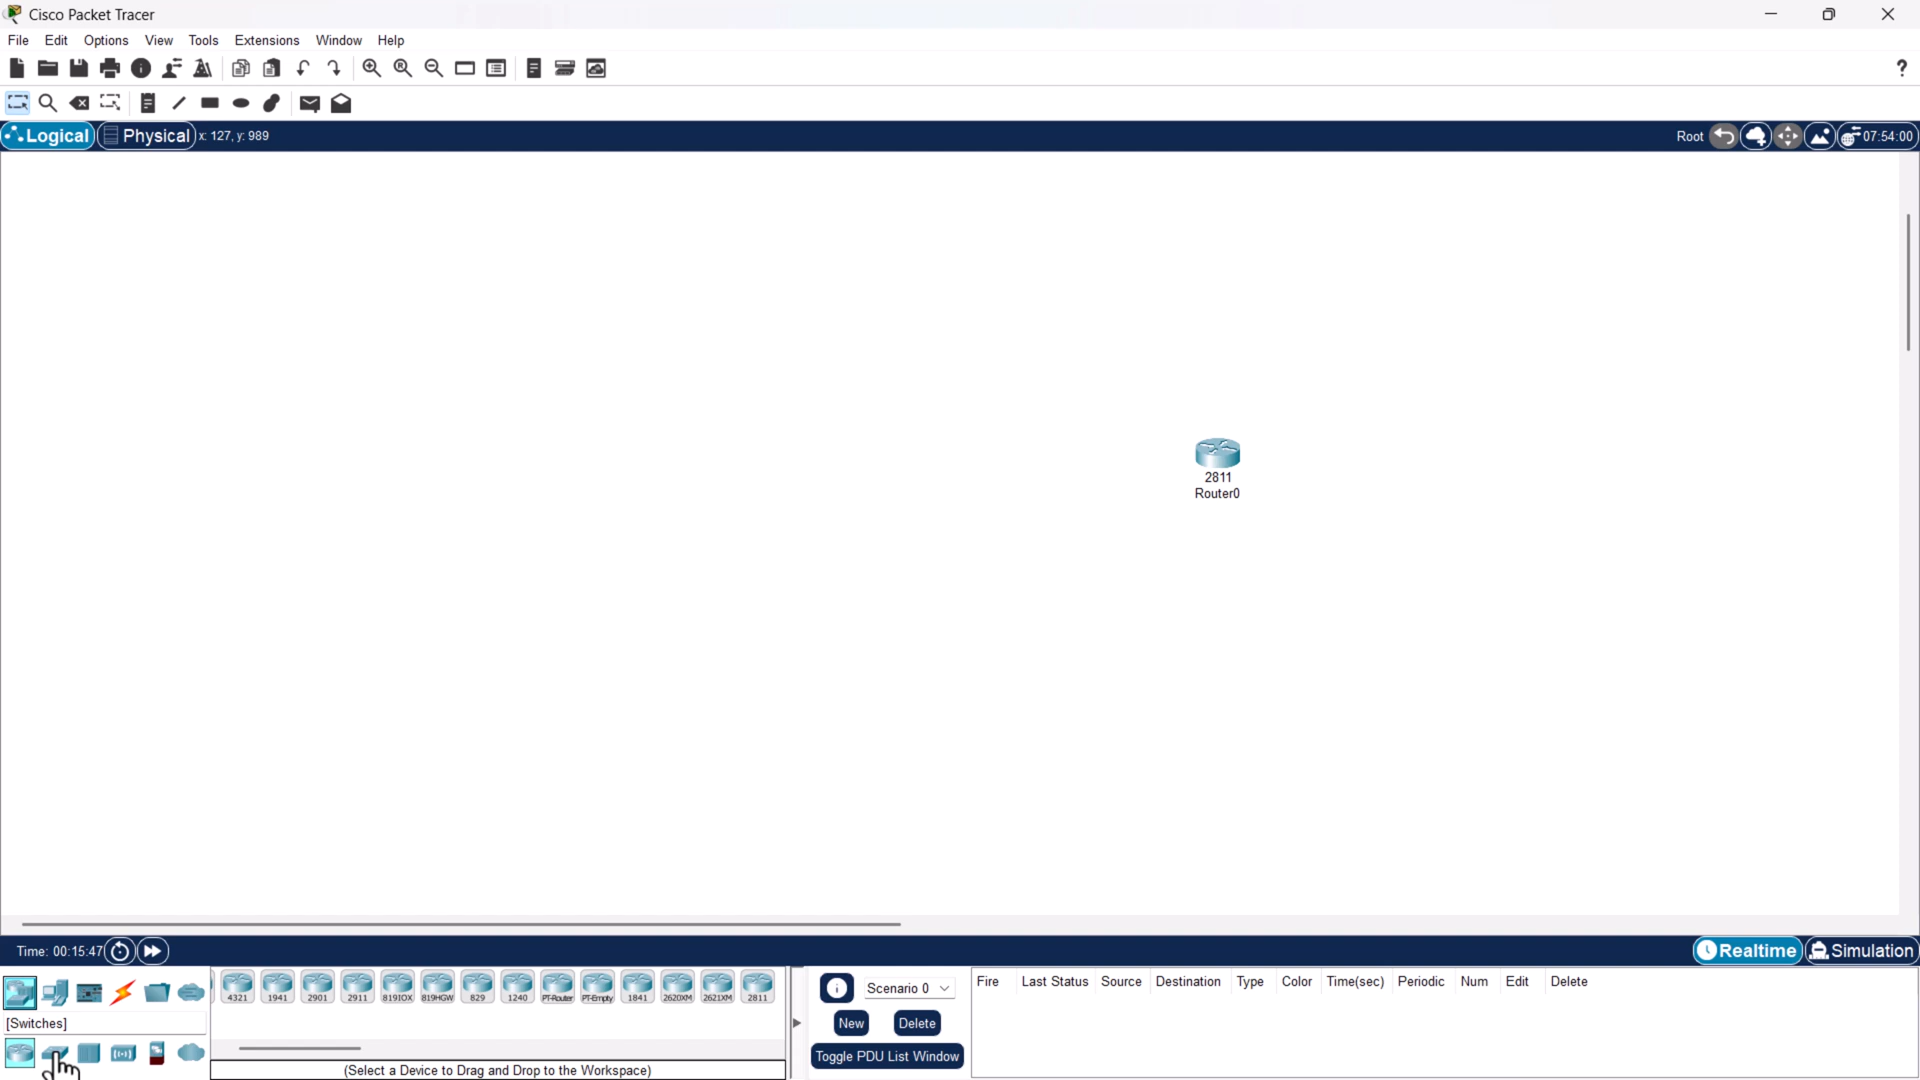 Cisco Packet Tracer
File Edit Options View Tools Extensions Window Help
?
Logical Physical x: 127, y: 989 Root 07:54:00
2811
Router0
Time: 00:15:47 Realtime Simulation
4321 1941 2901 2911 819IOX 819HGW 829 1240 PT-Router PT-Empty 1841 2620XM 2621XM 2811
[Switches]
(Select a Device to Drag and Drop to the Workspace)
Scenario 0
New Delete
Toggle PDU List Window
Fire Last Status Source Destination Type Color Time(sec) Periodic Num Edit Delete